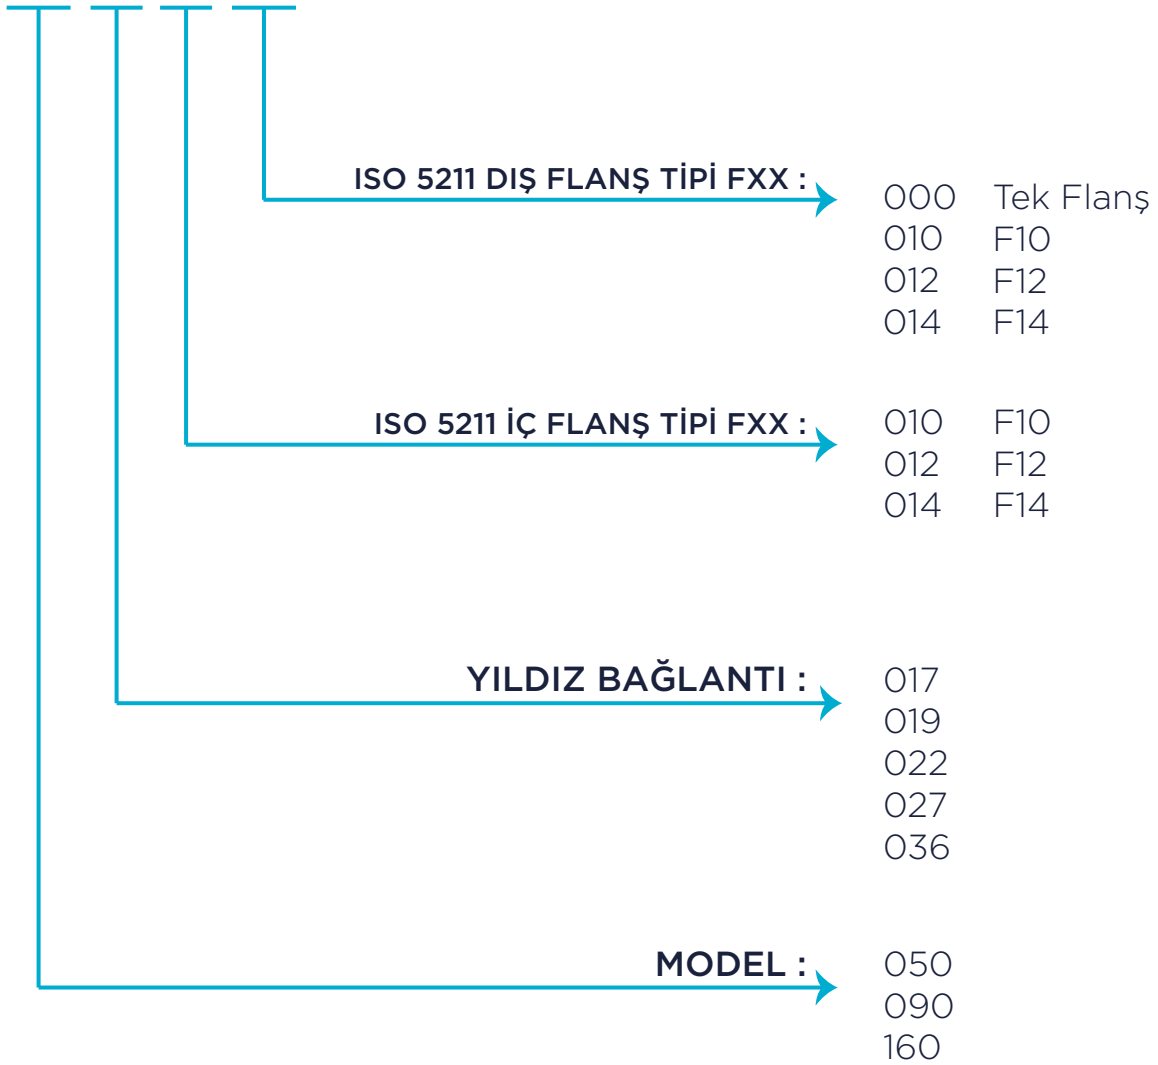 ISO 5211 DIŞ FLANŞ TİPİ FXX :
000 Tek Flanş
010 F10
012 F12
014 F14
ISO 5211 İÇ FLANŞ TİPİ FXX :
010 F10
012 F12
014 F14
YILDIZ BAĞLANTI :
017
019
022
027
036
MODEL :
050
090
160